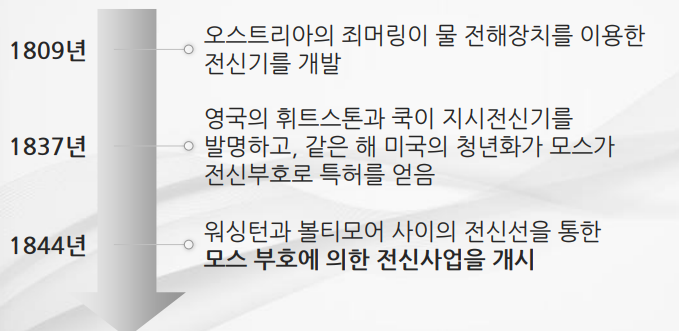 1809년
오스트리아의 죄머링이 물 전해장치를 이용한
전신기를 개발
1837년
영국의 휘트스톤과 쿡이 지시전신기를
발명하고, 같은 해 미국의 청년화가 모스가
전신부호로 특허를 얻음
1844년
워싱턴과 볼티모어 사이의 전신선을 통한
모스 부호에 의한 전신사업을 개시